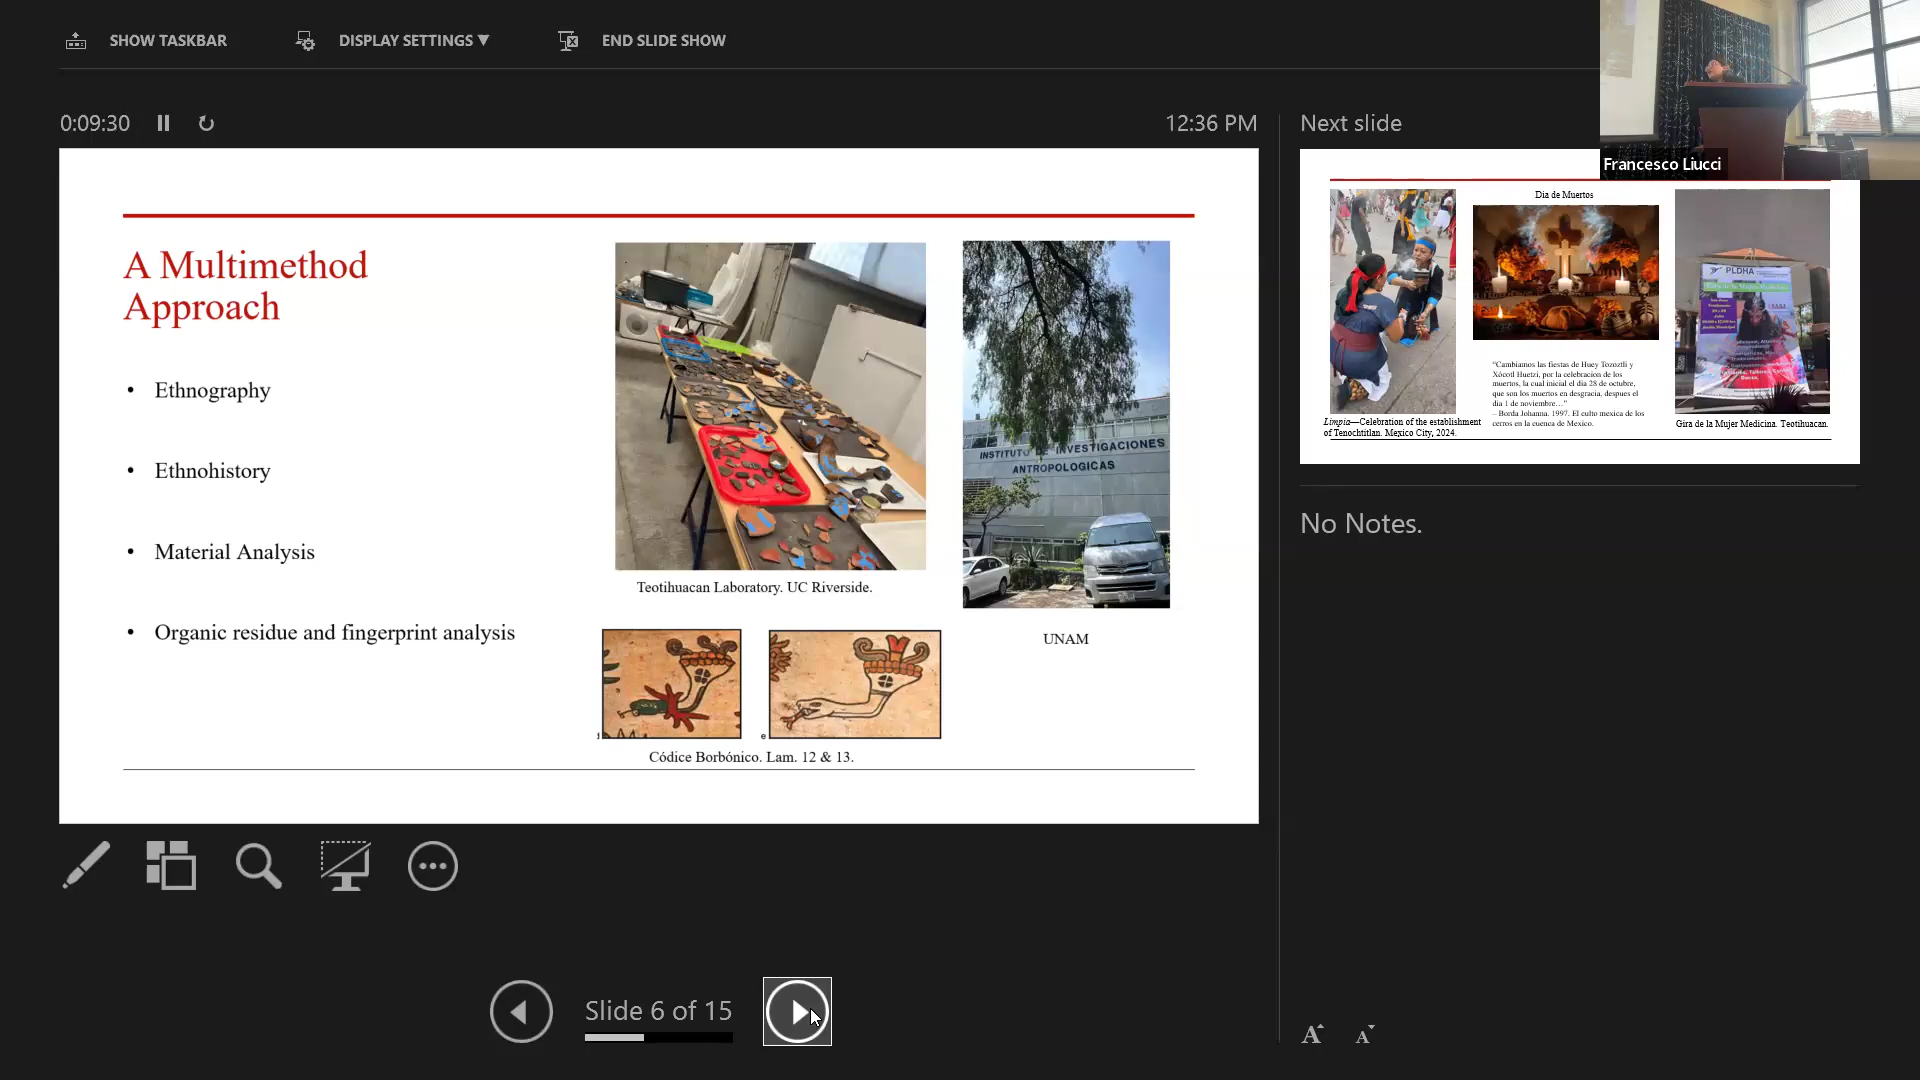 SHOW TASKBAR
DISPLAY SETTINGS ▼
END SLIDE SHOW
0:09:30
12:36 PM
Next slide
Francesco Liucci
A Multimethod
Approach
• Ethnography
• Ethnohistory
• Material Analysis
• Organic residue and fingerprint analysis
INSTITUTO DE INVESTIGACIONES
ANTROPOLOGICAS
Teotihuacan Laboratory. UC Riverside.
UNAM
d
e
Códice Borbónico. Lam. 12 & 13.
Dia de Muertos
PLDHA
"Cambiamos las fiestas de Huey Tozoztli y
Xócotl Huetzi, por la celebracion de los
muertos, la cual inicial el dia 28 de octubre,
que son los muertos en desgracia, despues el
dia 1 de noviembre…"
– Borda Johanna. 1997. El culto mexica de los
cerros en la cuenca de Mexico.
Limpia—Celebration of the establishment
of Tenochtitlan. Mexico City, 2024.
Gira de la Mujer Medicina. Teotihuacan.
No Notes.
Slide 6 of 15
A A